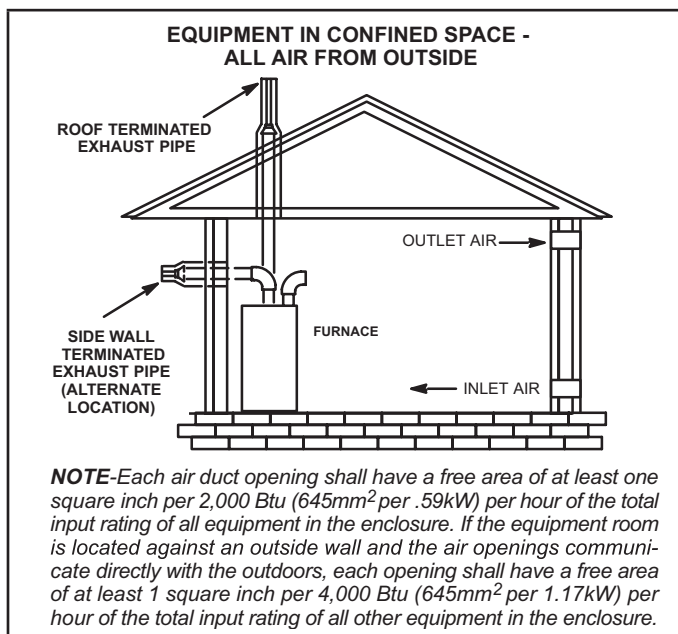 EQUIPMENT IN CONFINED SPACE -
ALL AIR FROM OUTSIDE
ROOF TERMINATED
EXHAUST PIPE
OUTLET AIR
SIDE WALL
TERMINATED
EXHAUST PIPE
(ALTERNATE
LOCATION)
FURNACE
INLET AIR
NOTE-Each air duct opening shall have a free area of at least one
square inch per 2,000 Btu (645mm² per .59kW) per hour of the total
input rating of all equipment in the enclosure. If the equipment room
is located against an outside wall and the air openings communi-
cate directly with the outdoors, each opening shall have a free area
of at least 1 square inch per 4,000 Btu (645mm² per 1.17kW) per
hour of the total input rating of all other equipment in the enclosure.